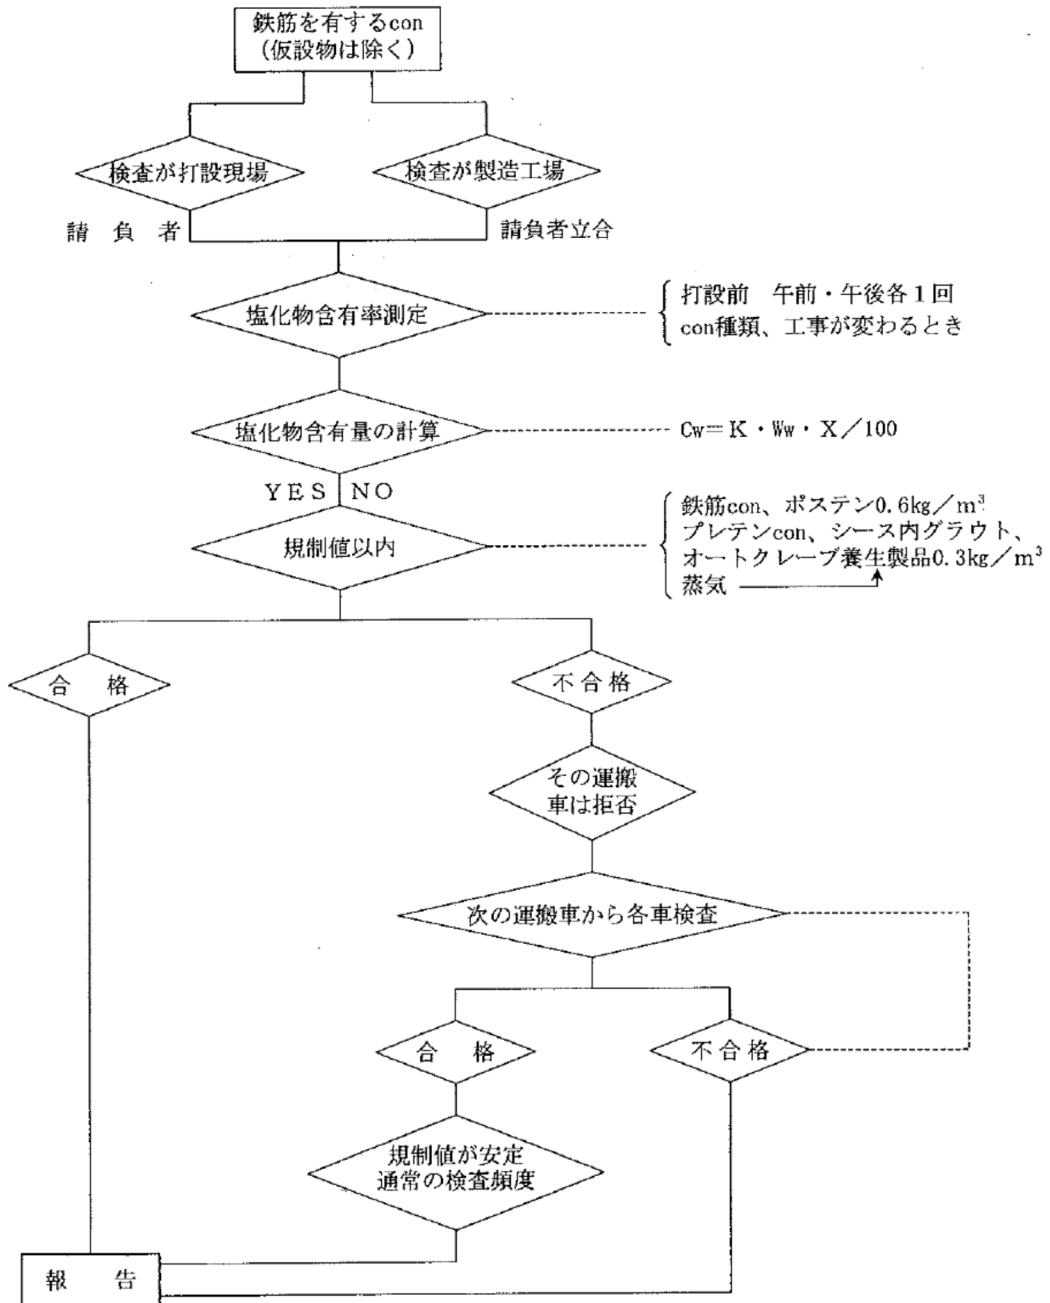 鉄筋を有するcon
（仮設物は除く）
検査が打設現場
検査が製造工場
請　負　者
請負者立合
塩化物含有率測定
打設前　午前・午後各１回
con種類、工事が変わるとき
塩化物含有量の計算
Cw＝Ｋ・Ww・Ｘ／100
ＹＥＳ
ＮＯ
規制値以内
鉄筋con、ポステン0.6kg／m³
プレテンcon、シース内グラウト、
オートクレーブ養生製品0.3kg／m³
蒸気
合　格
不合格
その運搬
車は拒否
次の運搬車から各車検査
合　格
不合格
規制値が安定
通常の検査頻度
報　告